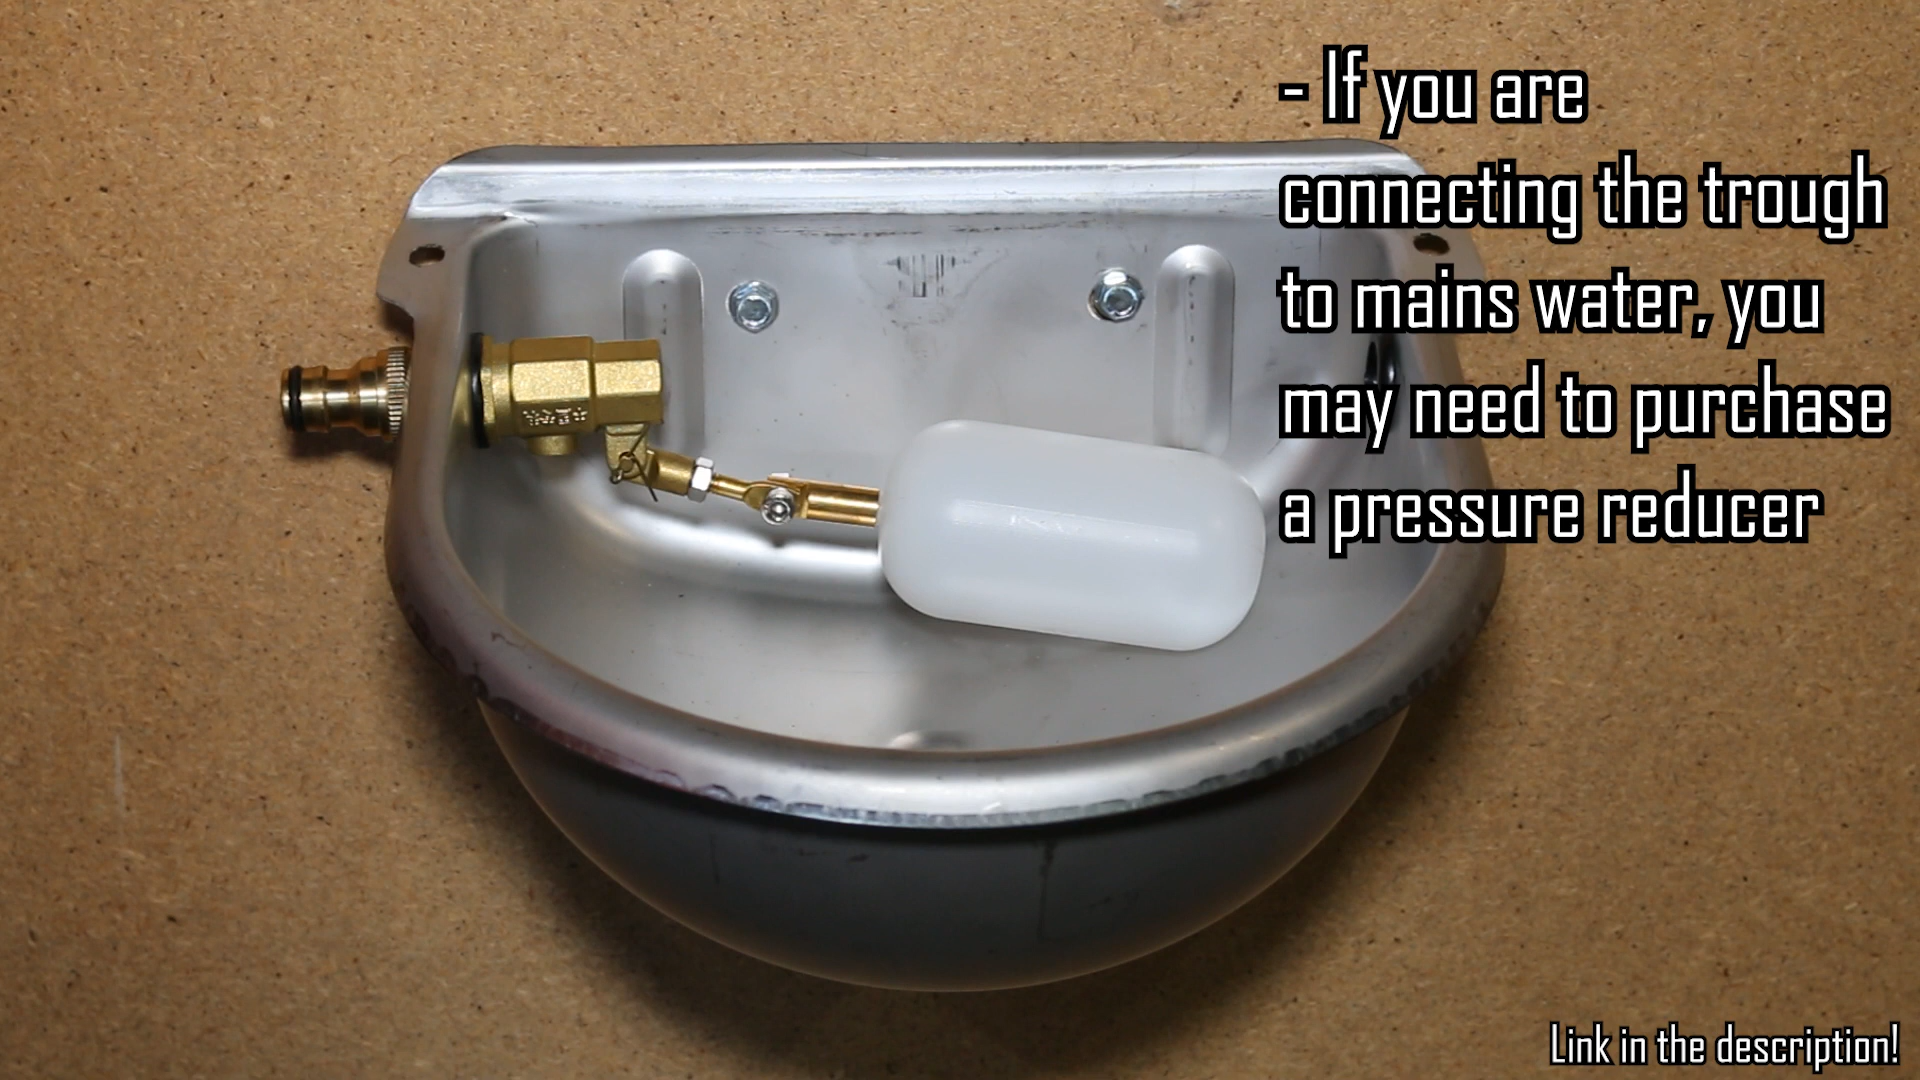 - If you are
connecting the trough
to mains water, you
may need to purchase
a pressure reducer
Link in the description!